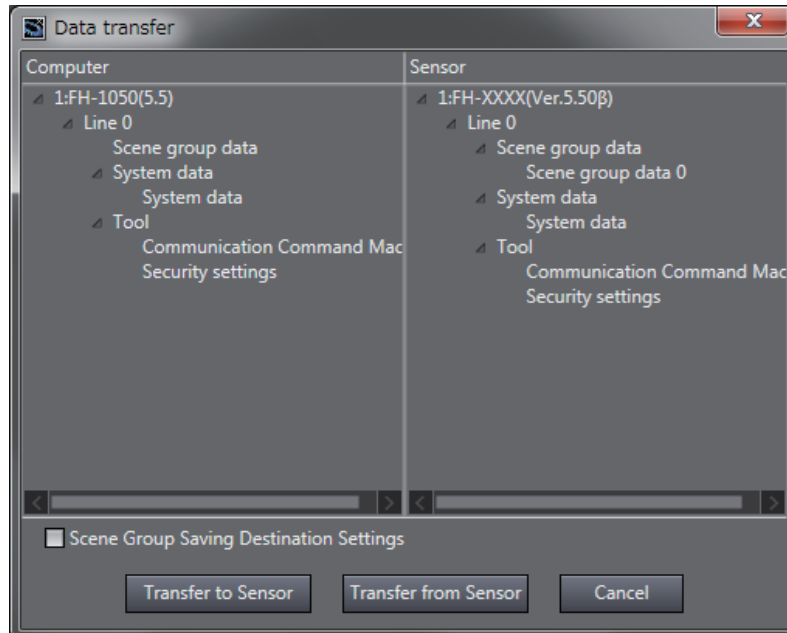 Data transfer
Computer
1:FH-1050(5.5)
Line 0
Scene group data
System data
System data
Tool
Communication Command Mac
Security settings
Sensor
1:FH-XXXX(Ver.5.50β)
Line 0
Scene group data
Scene group data 0
System data
System data
Tool
Communication Command Mac
Security settings
Scene Group Saving Destination Settings
Transfer to Sensor
Transfer from Sensor
Cancel